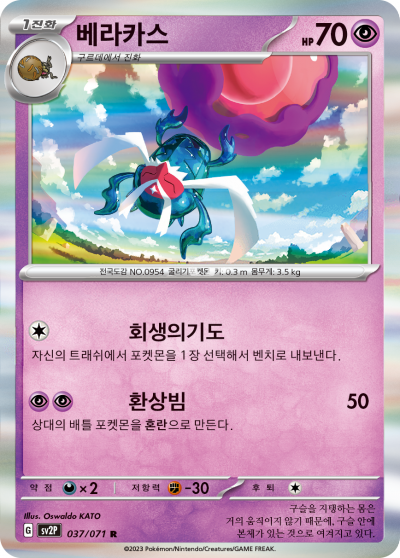 1진화
베라카스
HP 70
구르데에서 진화
전국도감 NO.0954 굴리기포켓몬 키: 0.3 m 몸무게: 3.5 kg
회생의기도
자신의 트래쉬에서 포켓몬을 1장 선택해서 벤치로 내보낸다.
환상빔 50
상대의 배틀 포켓몬을 혼란으로 만든다.
약점 ×2 저항력 -30 후퇴
Illus. Oswaldo KATO
G sv2P 037/071 R
구슬을 지탱하는 몸은
거의 움직이지 않기 때문에, 구슬 안에
본체가 있는 것으로 여겨지고 있다.
©2023 Pokémon/Nintendo/Creatures/GAME FREAK.